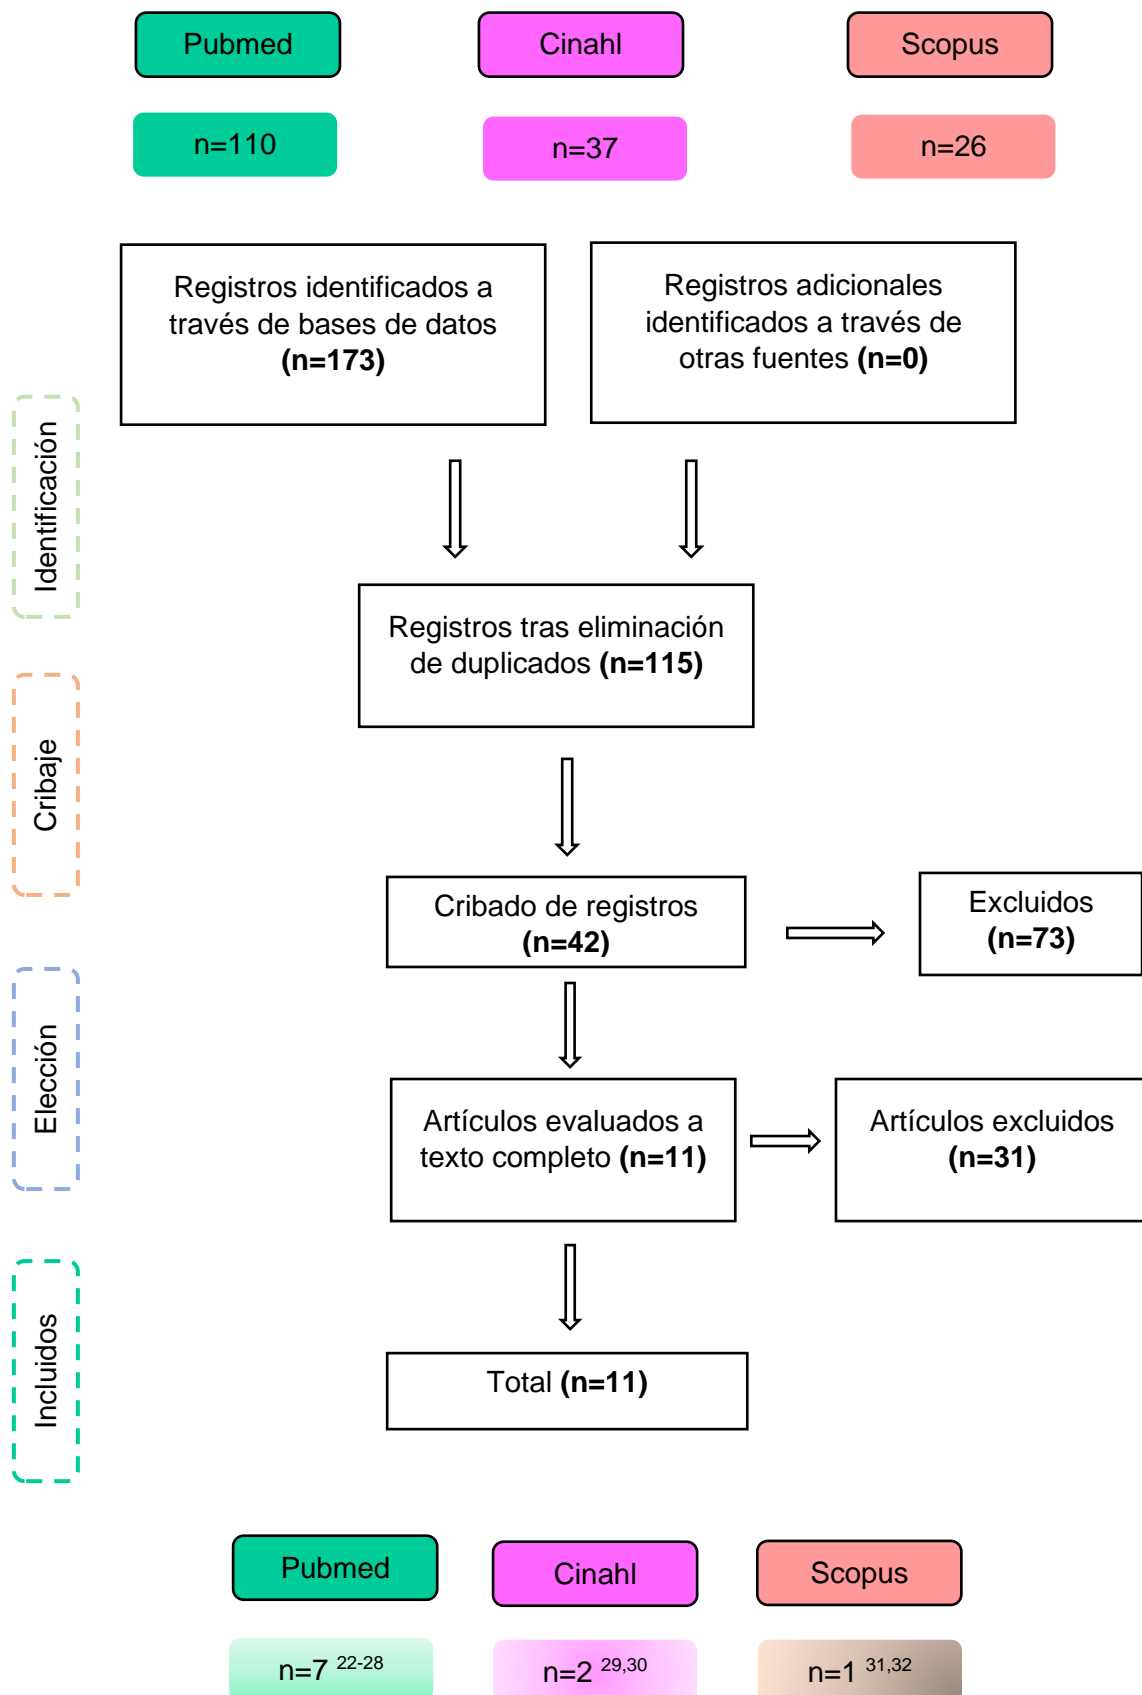 Pubmed
Cinahl
Scopus
n=110
n=37
n=26
Registros identificados a
través de bases de datos
(n=173)
Registros adicionales
identificados a través de
otras fuentes (n=0)
Identificación
Registros tras eliminación
de duplicados (n=115)
Cribaje
Cribado de registros
(n=42)
Excluidos
(n=73)
Elección
Artículos evaluados a
texto completo (n=11)
Artículos excluidos
(n=31)
Incluidos
Total (n=11)
Pubmed
Cinahl
Scopus
n=7 22-28
n=2 29,30
n=1 31,32